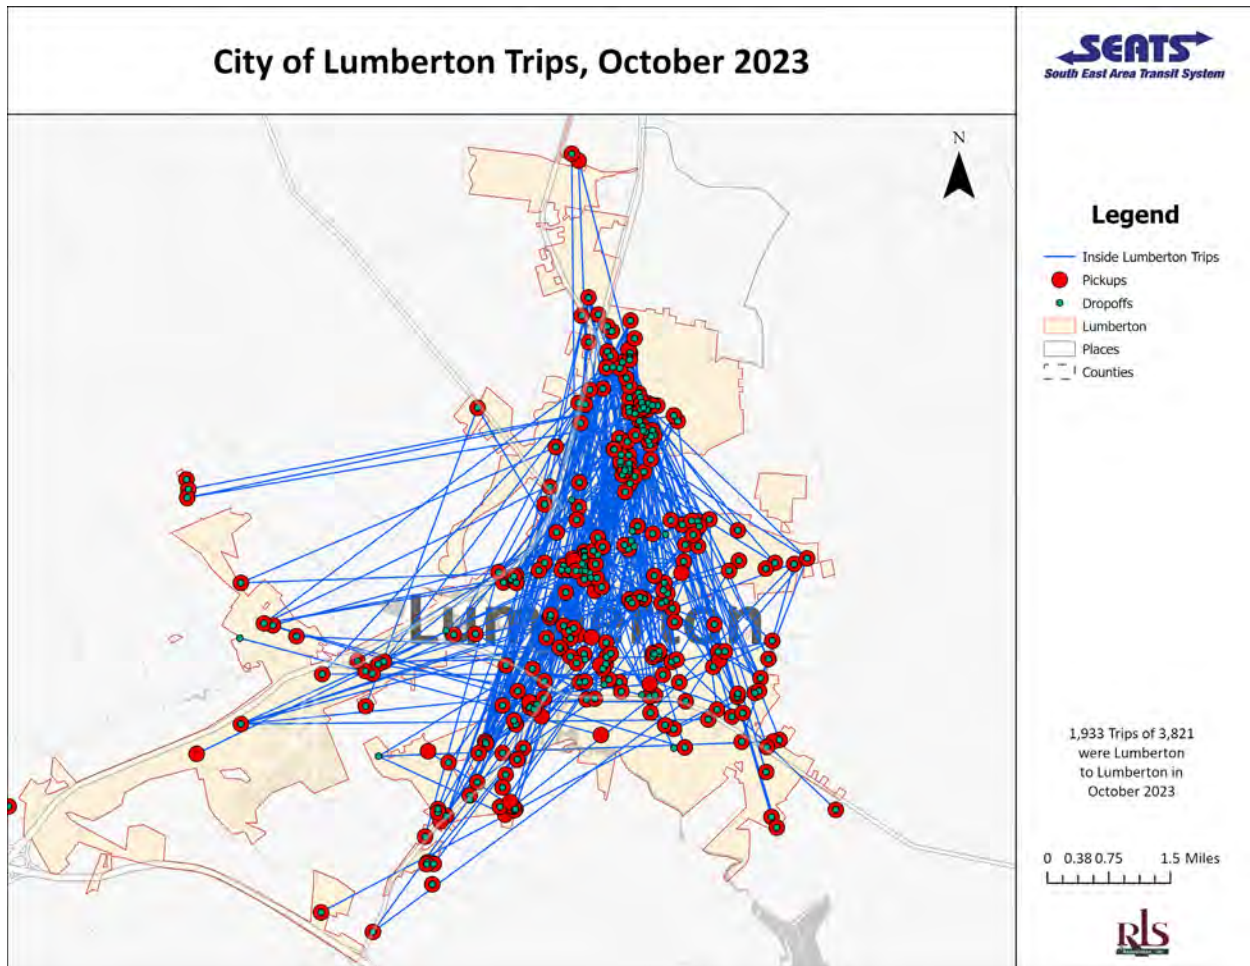 City of Lumberton Trips, October 2023
SEATS
South East Area Transit System
N
Lumberton
Legend
Inside Lumberton Trips
Pickups
Dropoffs
Lumberton
Places
Counties
1,933 Trips of 3,821
were Lumberton
to Lumberton in
October 2023
0 0.38 0.75 1.5 Miles
RLS